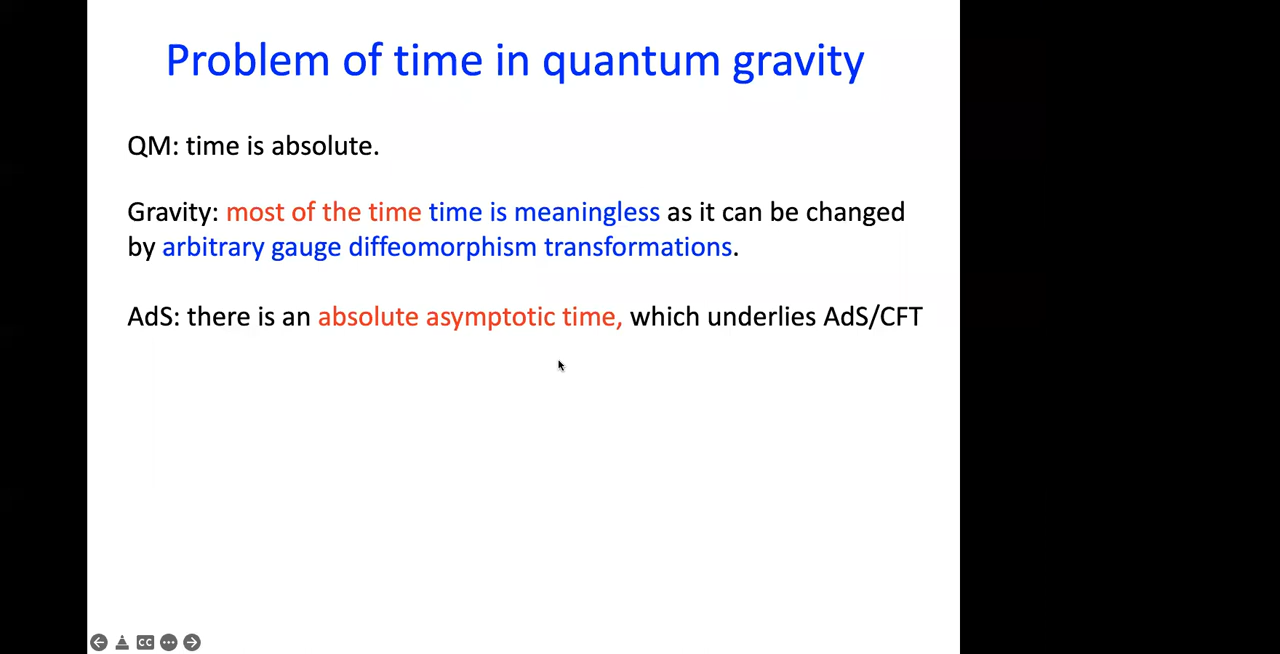 Problem of time in quantum gravity
QM: time is absolute.
Gravity: most of the time time is meaningless as it can be changed
by arbitrary gauge diffeomorphism transformations.
AdS: there is an absolute asymptotic time, which underlies AdS/CFT
CC